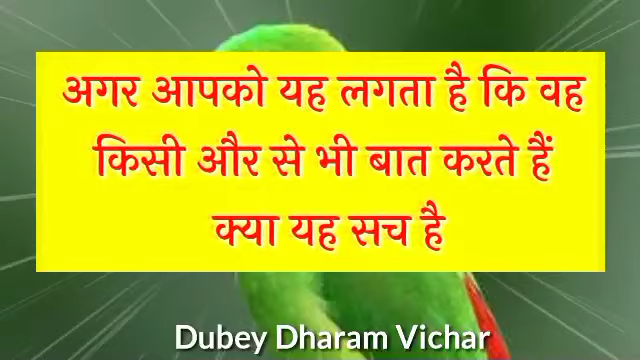 अगर आपको यह लगता है कि वह
किसी और से भी बात करते हैं
क्या यह सच है
Dubey Dharam Vichar